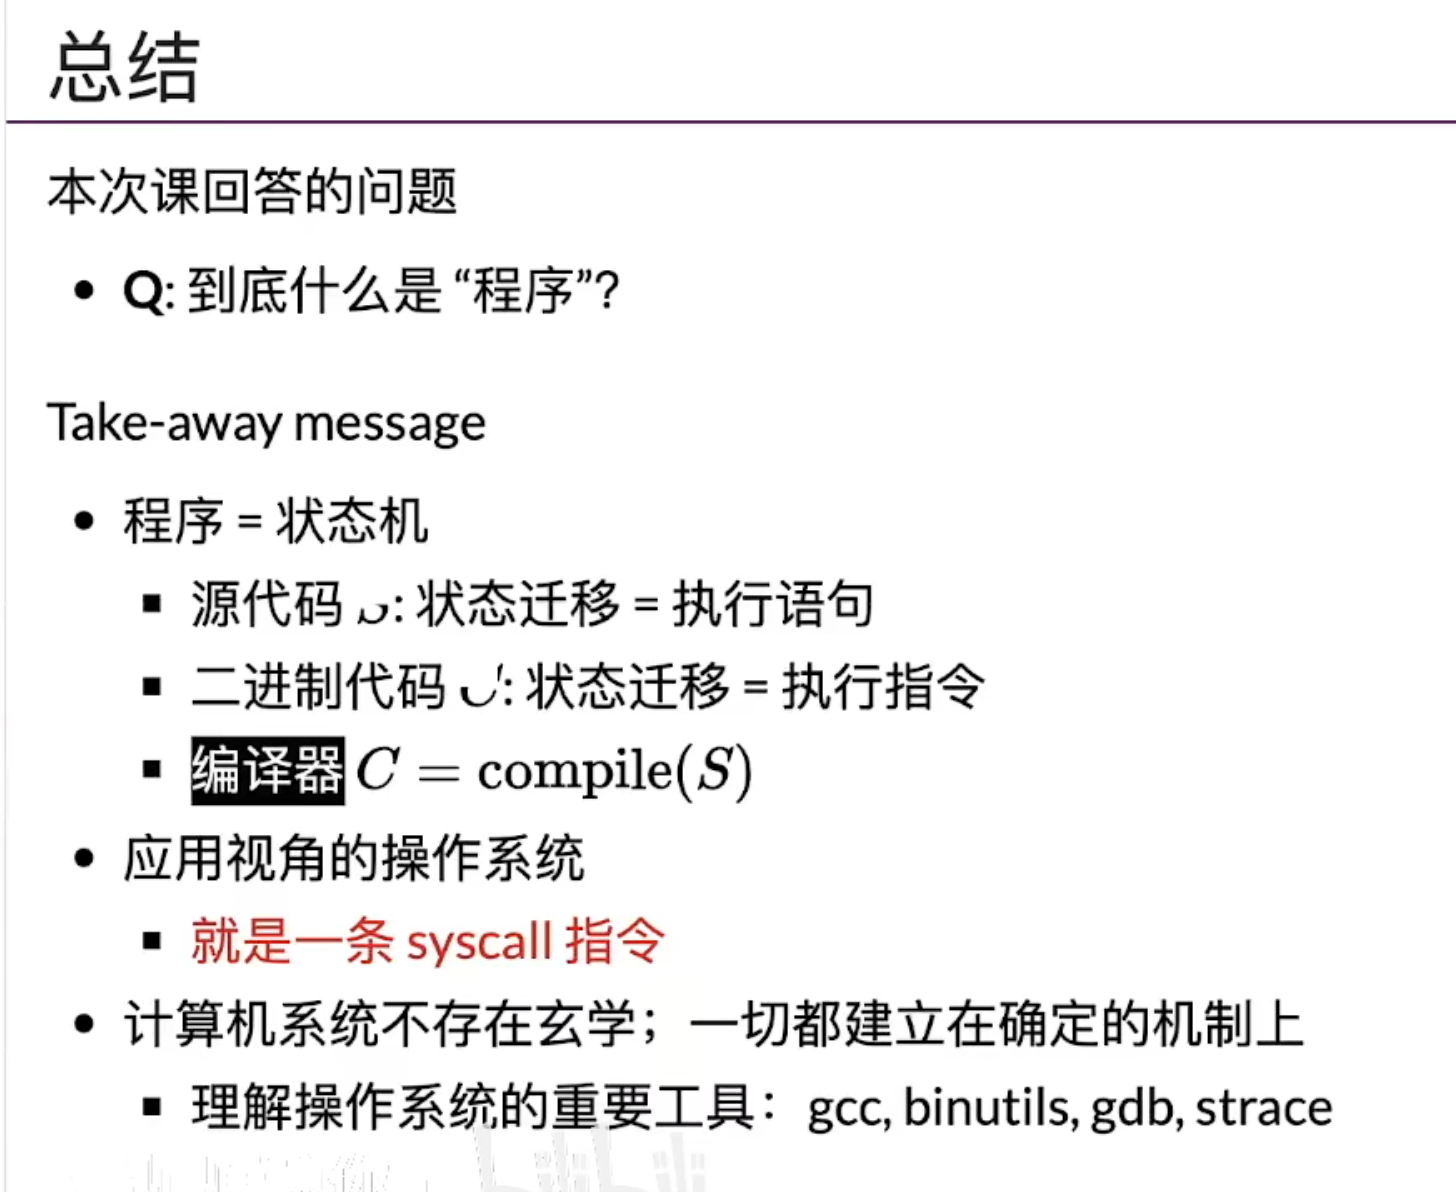 总结
本次课回答的问题
• Q: 到底什么是 “程序”?
Take-away message
• 程序 = 状态机
▪ 源代码 : 状态迁移 = 执行语句
▪ 二进制代码 : 状态迁移 = 执行指令
▪ 编译器 C = compile(S)
• 应用视角的操作系统
▪ 就是一条 syscall 指令
• 计算机系统不存在玄学；一切都建立在确定的机制上
▪ 理解操作系统的重要工具：gcc, binutils, gdb, strace